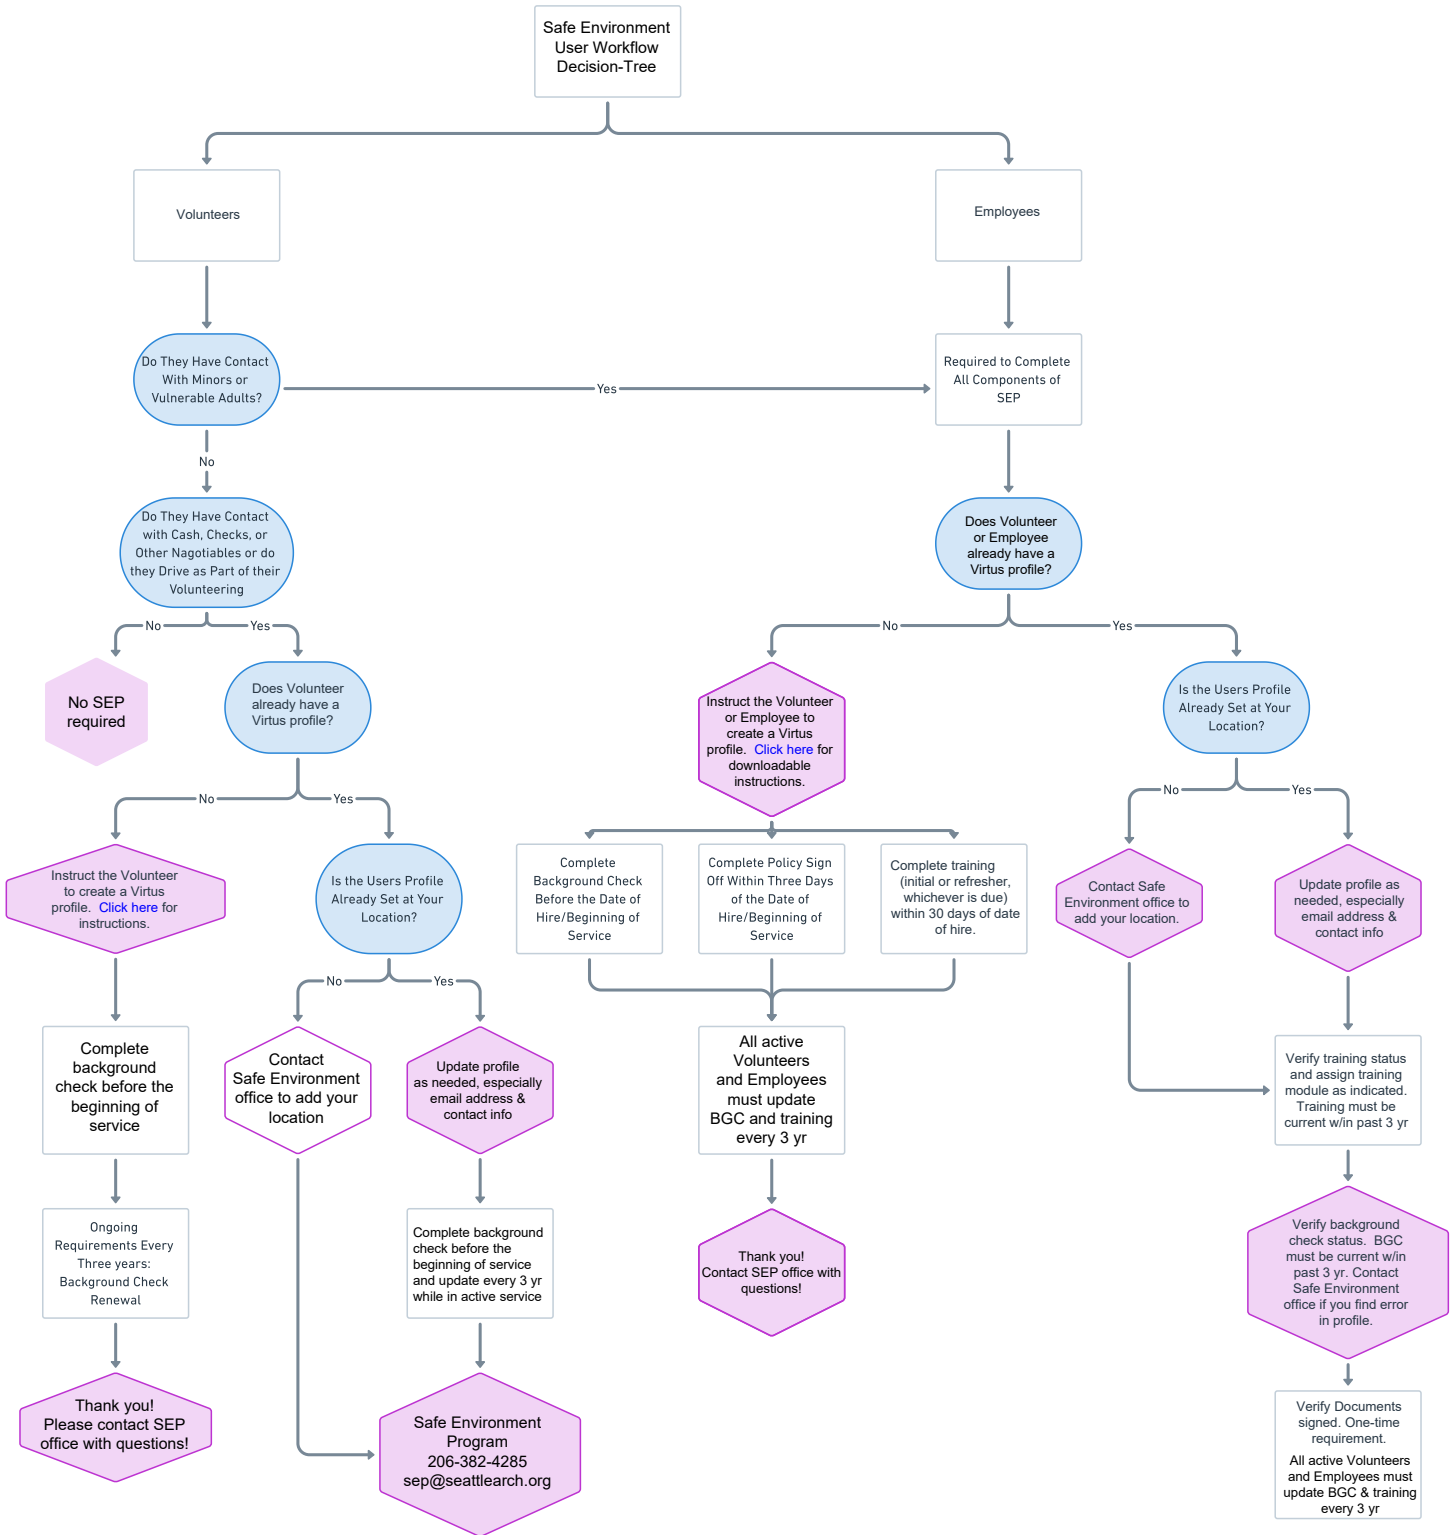 Safe Environment
User Workflow
Decision-Tree
Volunteers
Employees
Do They Have Contact
With Minors or
Vulnerable Adults?
Yes
Required to Complete
All Components of
SEP
No
Do They Have Contact
with Cash, Checks, or
Other Nagotiables or do
they Drive as Part of their
Volunteering
Does Volunteer
or Employee
already have a
Virtus profile?
No
Yes
No
Yes
No SEP
required
Does Volunteer
already have a
Virtus profile?
Instruct the Volunteer
or Employee to
create a Virtus
profile. Click here for
downloadable
instructions.
Is the Users Profile
Already Set at Your
Location?
No
Yes
No
Yes
Instruct the Volunteer
to create a Virtus
profile. Click here for
instructions.
Is the Users Profile
Already Set at Your
Location?
Complete
Background Check
Before the Date of
Hire/Beginning of
Service
Complete Policy Sign
Off Within Three Days
of the Date of
Hire/Beginning of
Service
Complete training
(initial or refresher,
whichever is due)
within 30 days of date
of hire.
Contact Safe
Environment office to
add your location.
Update profile as
needed, especially
email address &
contact info
No
Yes
Complete
background
check before the
beginning of
service
Contact
Safe Environment
office to add your
location
Update profile
as needed, especially
email address &
contact info
All active
Volunteers
and Employees
must update
BGC and training
every 3 yr
Verify training status
and assign training
module as indicated.
Training must be
current w/in past 3 yr
Ongoing
Requirements Every
Three years:
Background Check
Renewal
Complete background
check before the
beginning of service
and update every 3 yr
while in active service
Thank you!
Contact SEP office with
questions!
Verify background
check status. BGC
must be current w/in
past 3 yr. Contact
Safe Environment
office if you find error
in profile.
Thank you!
Please contact SEP
office with questions!
Safe Environment
Program
206-382-4285
sep@seattlearch.org
Verify Documents
signed. One-time
requirement.
All active Volunteers
and Employees must
update BGC & training
every 3 yr